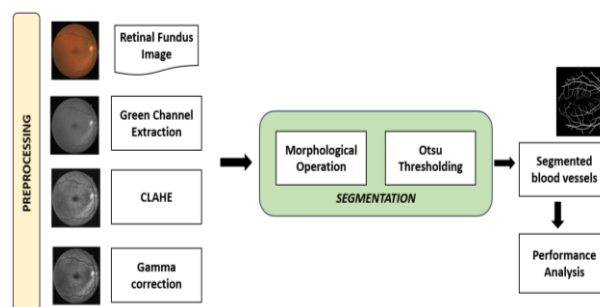 PREPROCESSING
Retinal Fundus
Image
Green Channel
Extraction
CLAHE
Gamma
correction
Morphological
Operation
Otsu
Thresholding
SEGMENTATION
Segmented
blood vessels
Performance
Analysis